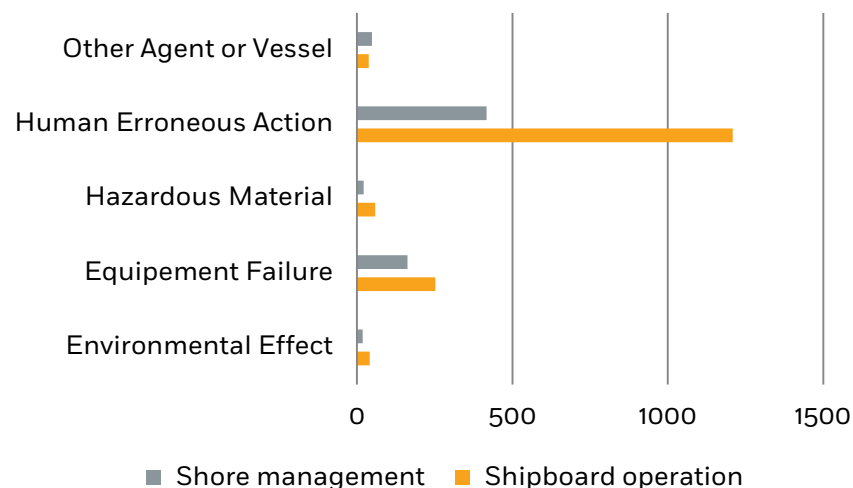 Other Agent or Vessel
Human Erroneous Action
Hazardous Material
Equipement Failure
Environmental Effect
0 500 1000 1500
Shore management Shipboard operation